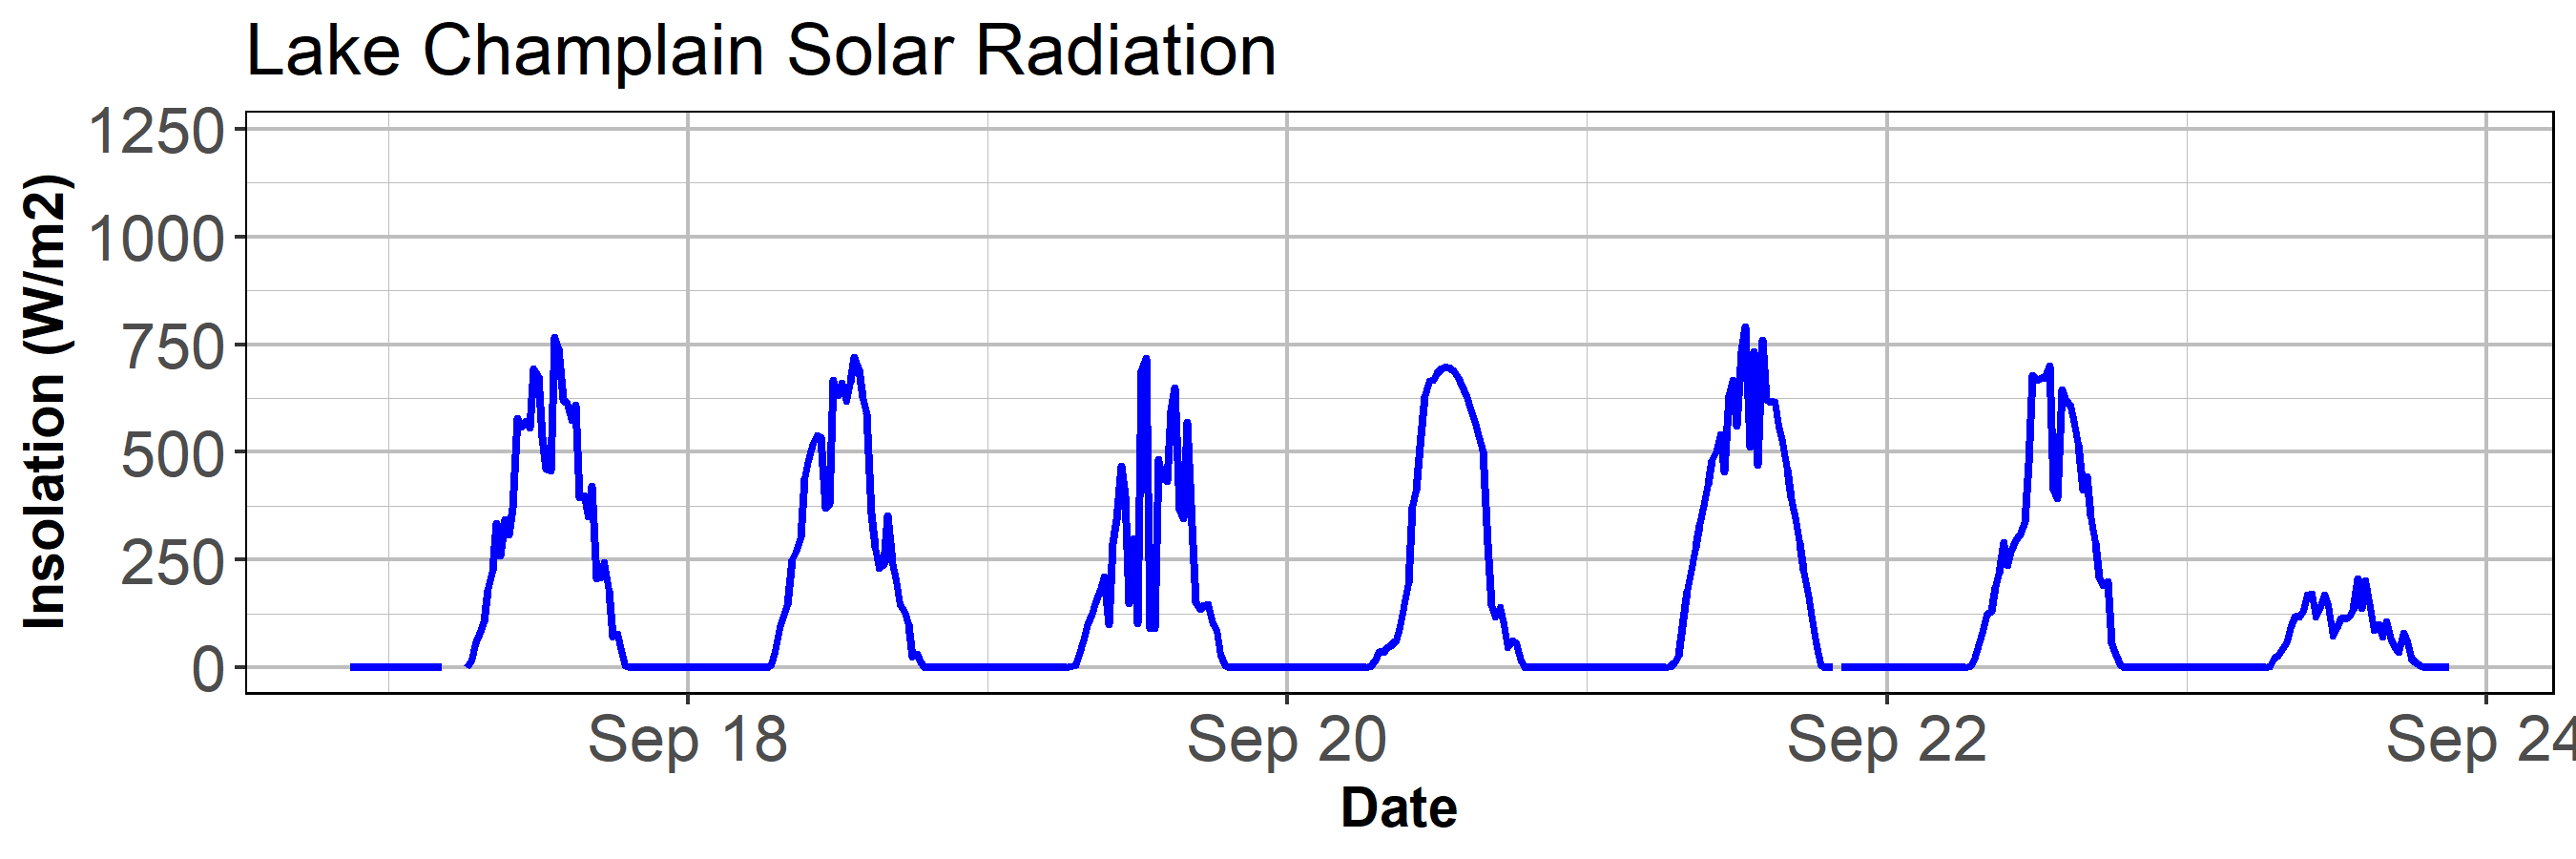 Lake Champlain Solar Radiation
Insolation (W/m2)
1250
1000
750
500
250
0
Sep 18 Sep 20 Sep 22 Sep 24
Date